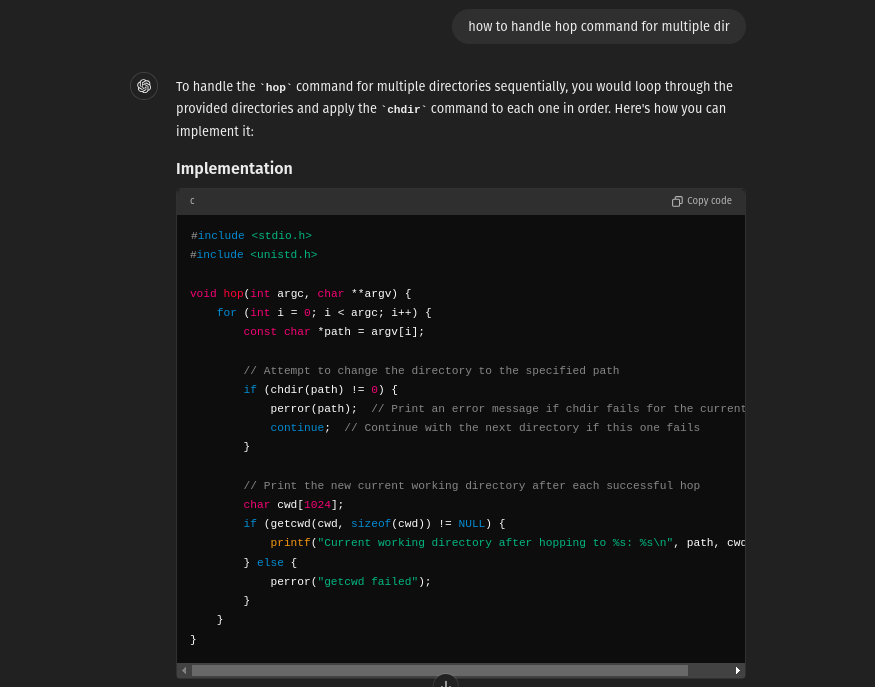 how to handle hop command for multiple dir
To handle the `hop` command for multiple directories sequentially, you would loop through the
provided directories and apply the `chdir` command to each one in order. Here's how you can
implement it:
Implementation
c
Copy code
#include <stdio.h>
#include <unistd.h>
void hop(int argc, char **argv) {
    for (int i = 0; i < argc; i++) {
        const char *path = argv[i];
        // Attempt to change the directory to the specified path
        if (chdir(path) != 0) {
            perror(path);  // Print an error message if chdir fails for the current
            continue;  // Continue with the next directory if this one fails
        }
        // Print the new current working directory after each successful hop
        char cwd[1024];
        if (getcwd(cwd, sizeof(cwd)) != NULL) {
            printf("Current working directory after hopping to %s: %s\n", path, cwd
        } else {
            perror("getcwd failed");
        }
    }
}